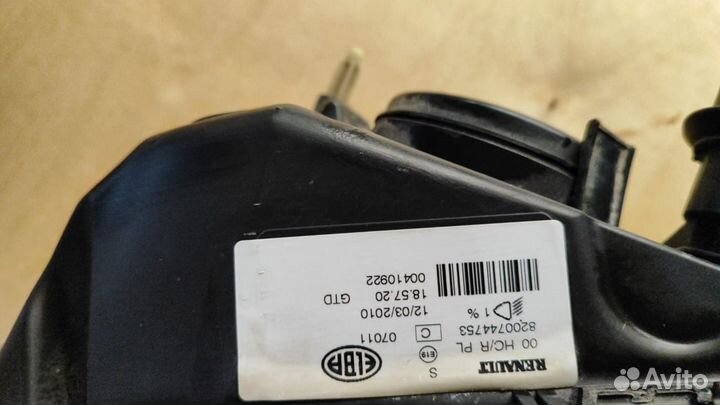 RENAULT
00 HC/R PL
8200744753
1 %
S
E19
C
07011
12/03/2010
18.57.20
GTD
00410922
ELBA
Avito